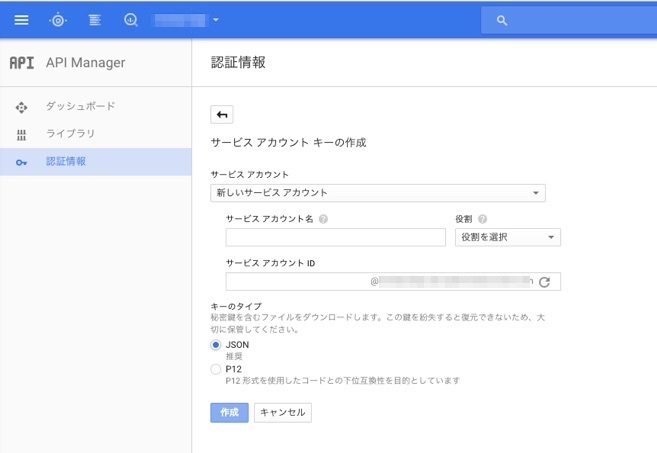 API API Manager
認証情報
ダッシュボード
ライブラリ
認証情報
サービス アカウント キーの作成
サービス アカウント
新しいサービス アカウント
サービス アカウント名
役割
役割を選択
サービス アカウント ID
@
キーのタイプ
秘密鍵を含むファイルをダウンロードします。この鍵を紛失すると復元できないため、大
切に保管してください。
JSON
推奨
P12
P12 形式を使用したコードとの下位互換性を目的としています
作成
キャンセル